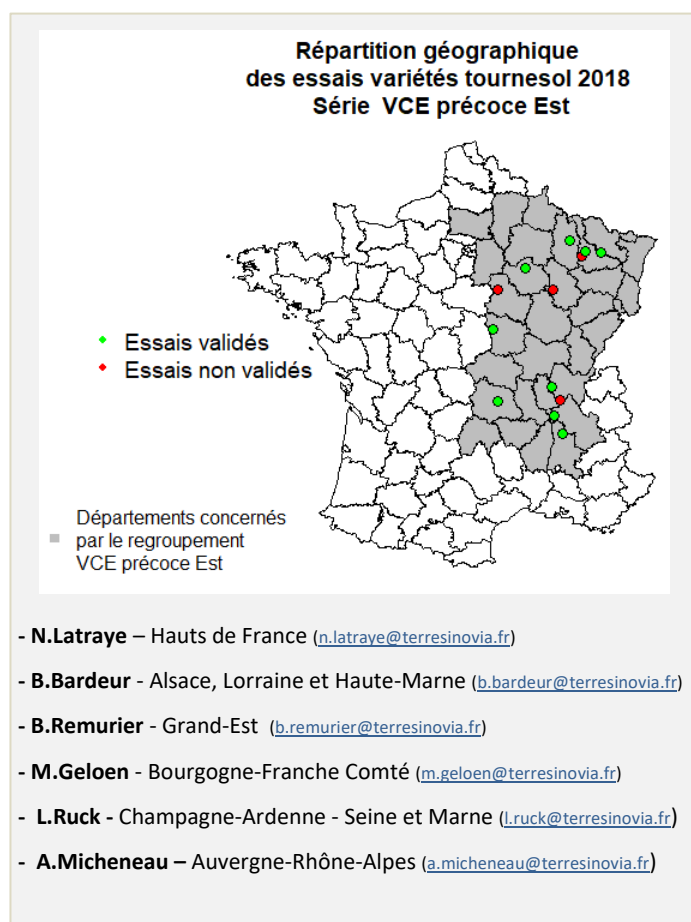 Répartition géographique
des essais variétés tournesol 2018
Série VCE précoce Est
Essais validés
Essais non validés
Départements concernés
par le regroupement
VCE précoce Est
- N.Latraye – Hauts de France (n.latraye@terresinovia.fr)
- B.Bardeur - Alsace, Lorraine et Haute-Marne (b.bardeur@terresinovia.fr)
- B.Remurier - Grand-Est (b.remurier@terresinovia.fr)
- M.Geloen - Bourgogne-Franche Comté (m.geloen@terresinovia.fr)
- L.Ruck - Champagne-Ardenne - Seine et Marne (l.ruck@terresinovia.fr)
- A.Micheneau – Auvergne-Rhône-Alpes (a.micheneau@terresinovia.fr)